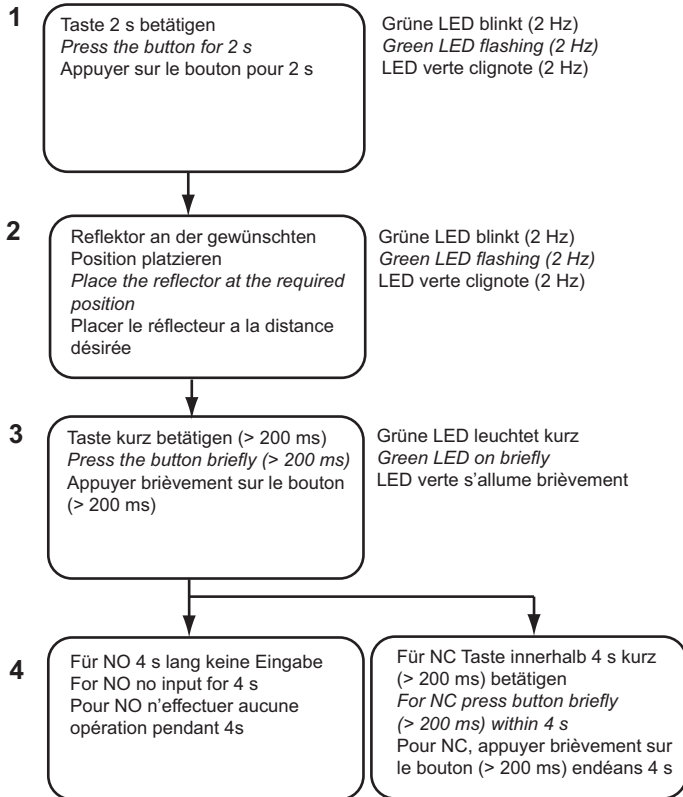 1
Taste 2 s betätigen
Press the button for 2 s
Appuyer sur le bouton pour 2 s
Grüne LED blinkt (2 Hz)
Green LED flashing (2 Hz)
LED verte clignote (2 Hz)
2
Reflektor an der gewünschten
Position platzieren
Place the reflector at the required
position
Placer le réflecteur a la distance
désirée
Grüne LED blinkt (2 Hz)
Green LED flashing (2 Hz)
LED verte clignote (2 Hz)
3
Taste kurz betätigen (> 200 ms)
Press the button briefly (> 200 ms)
Appuyer brièvement sur le bouton
(> 200 ms)
Grüne LED leuchtet kurz
Green LED on briefly
LED verte s’allume brièvement
4
Für NO 4 s lang keine Eingabe
For NO no input for 4 s
Pour NO n’effectuer aucune
opération pendant 4s
Für NC Taste innerhalb 4 s kurz
(> 200 ms) betätigen
For NC press button briefly
(> 200 ms) within 4 s
Pour NC, appuyer brièvement sur
le bouton (> 200 ms) endéans 4 s